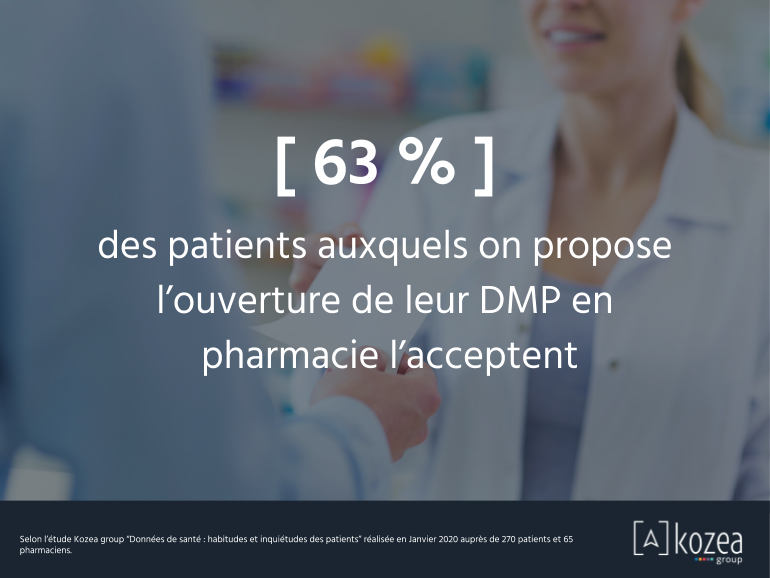 [ 63 % ]
des patients auxquels on propose
l’ouverture de leur DMP en
pharmacie l’acceptent
Selon l’étude Kozea group "Données de santé : habitudes et inquiétudes des patients" réalisée en Janvier 2020 auprès de 270 patients et 65
pharmaciens.
[A] kozea
group